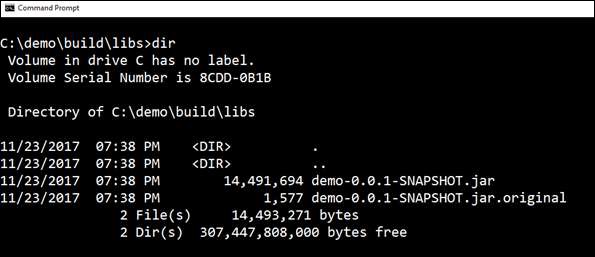 Command Prompt
C:\demo\build\libs>dir
Volume in drive C has no label.
Volume Serial Number is 8CDD-0B1B
Directory of C:\demo\build\libs
11/23/2017 07:38 PM <DIR> .
11/23/2017 07:38 PM <DIR> ..
11/23/2017 07:38 PM 14,491,694 demo-0.0.1-SNAPSHOT.jar
11/23/2017 07:38 PM 1,577 demo-0.0.1-SNAPSHOT.jar.original
2 File(s) 14,493,271 bytes
2 Dir(s) 307,447,808,000 bytes free